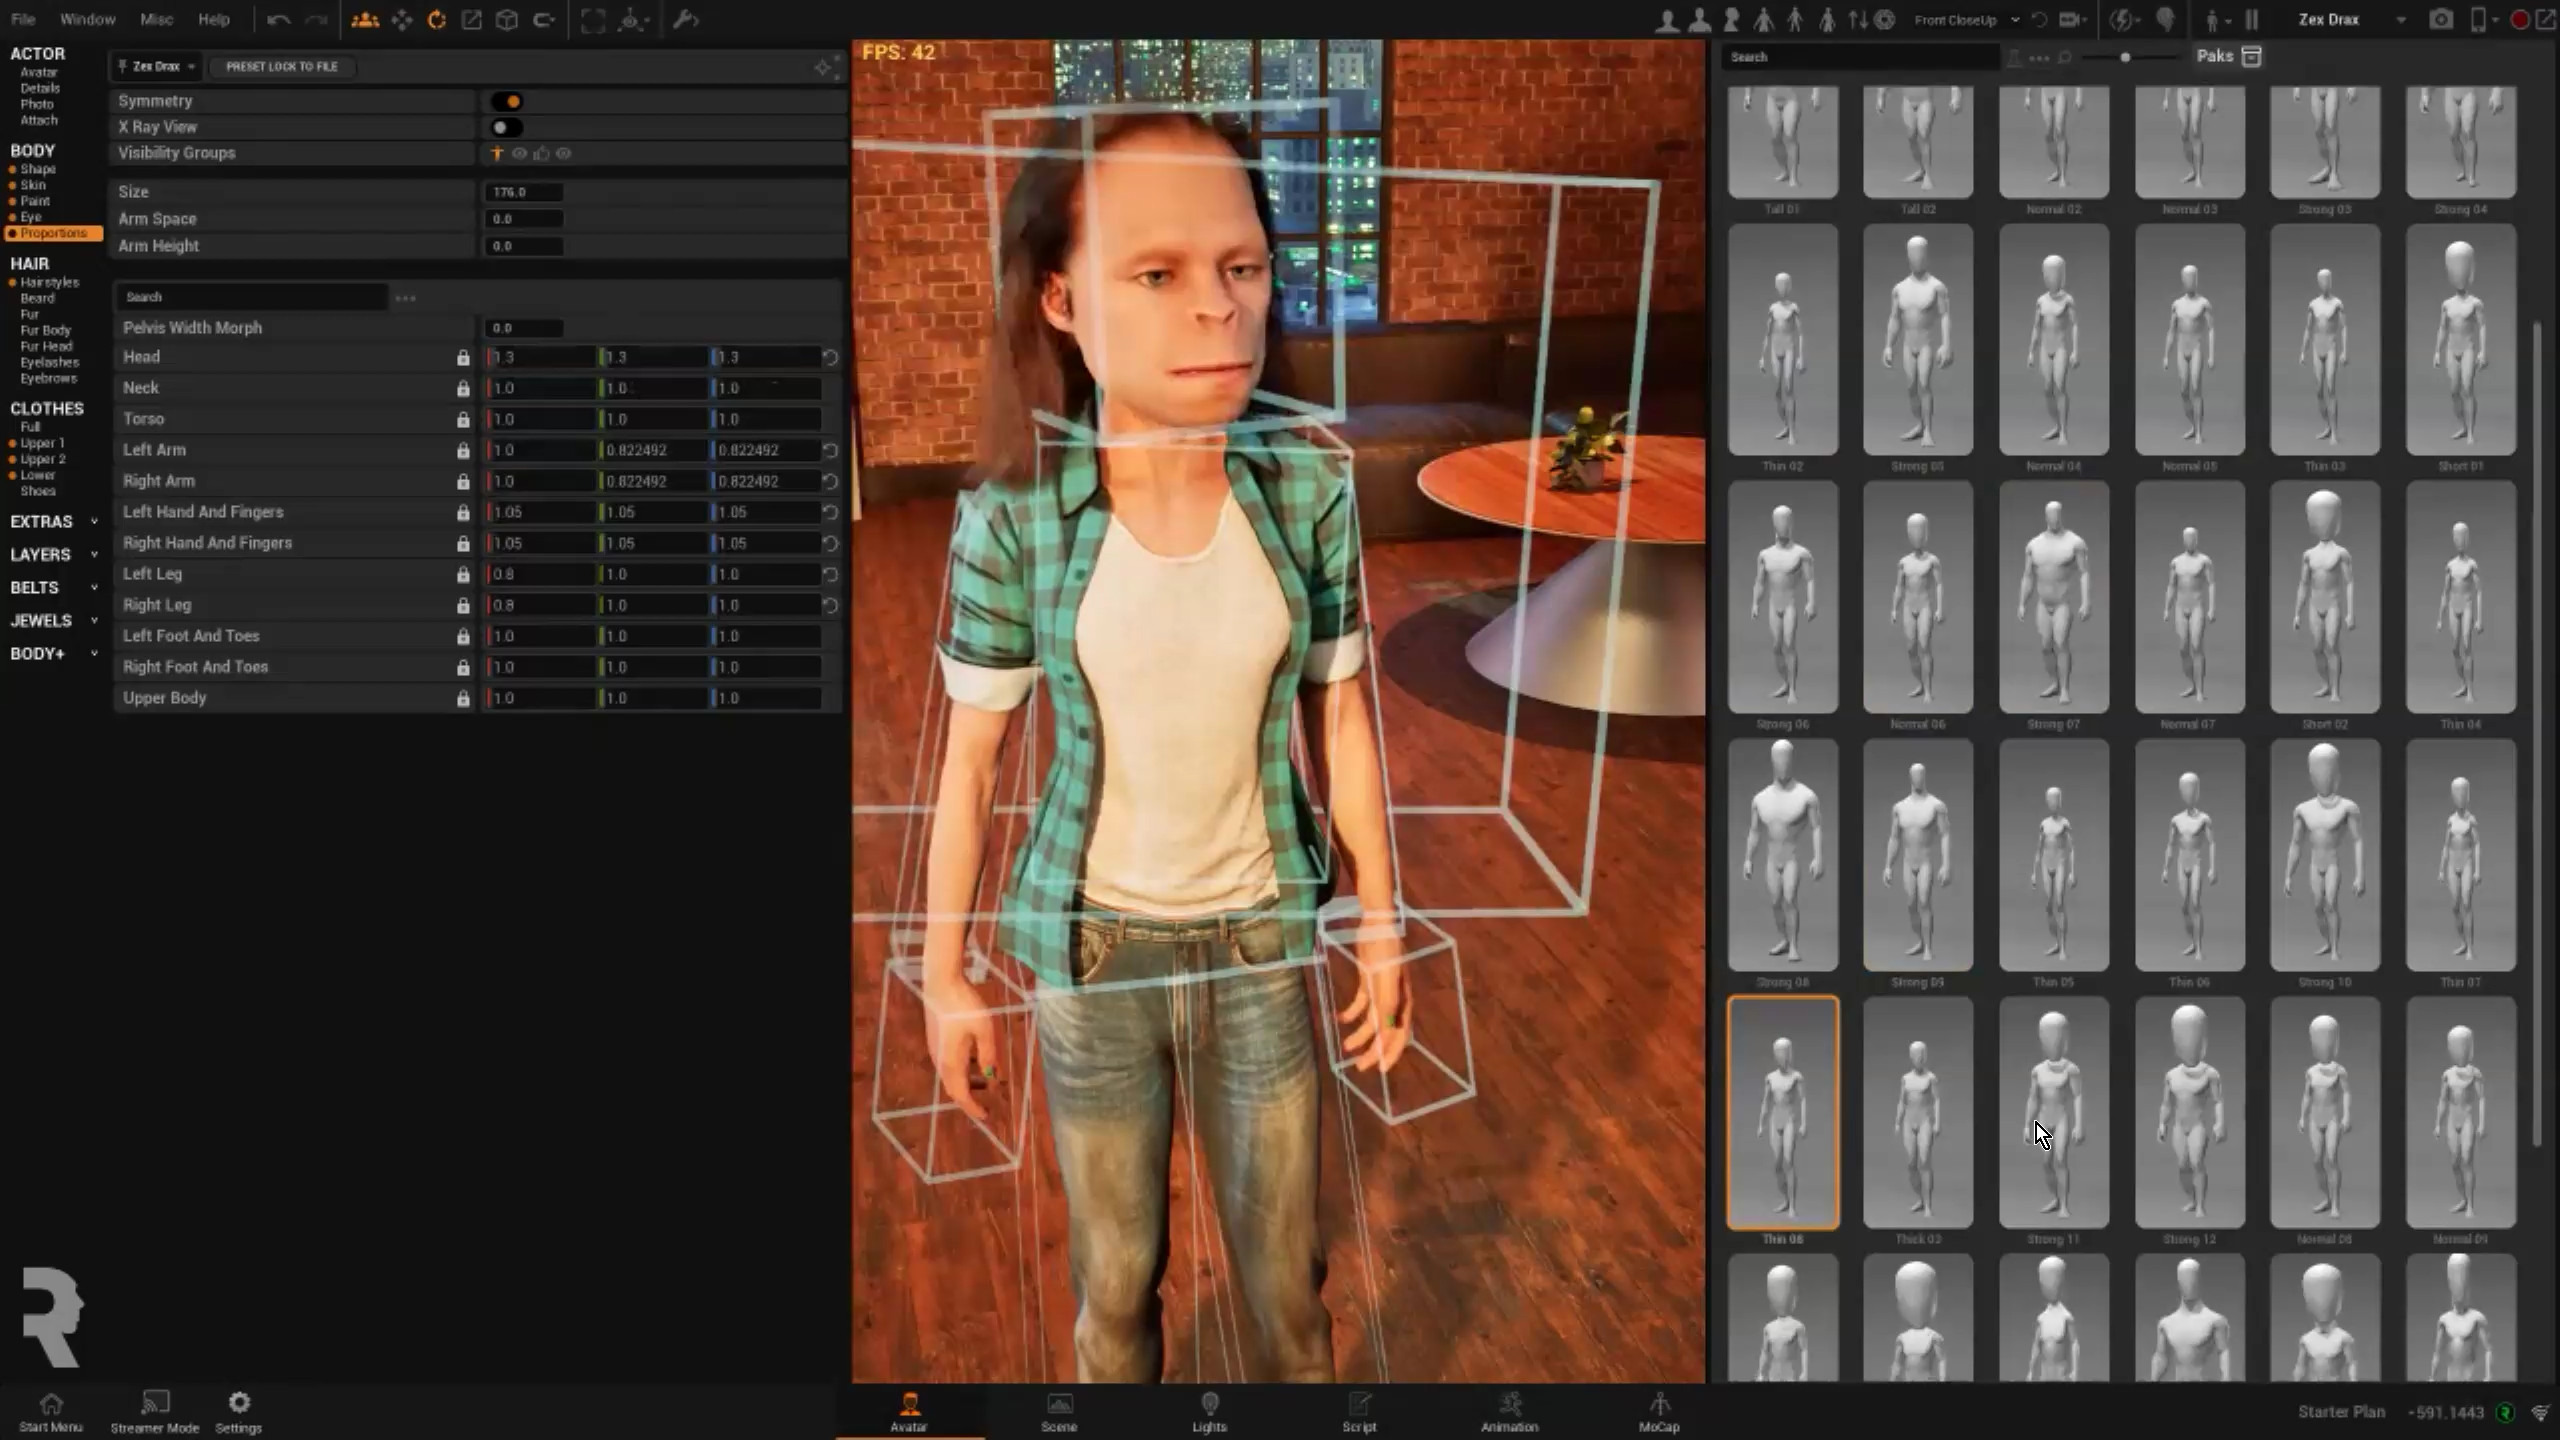 File Window Misc Help
Front CloseUp
Zex Drax
ACTOR
Avatar
Details
Photo
Attach
BODY
Shape
Skin
Paint
Eye
Proportions
HAIR
Hairstyles
Beard
Fur
Fur Body
Fur Head
Eyelashes
Eyebrows
CLOTHES
Full
Upper 1
Upper 2
Lower
Shoes
EXTRAS
LAYERS
BELTS
JEWELS
BODY+
Zex Drax PRESET LOCK TO FILE
Symmetry
X Ray View
Visibility Groups
Size 176.0
Arm Space 0.0
Arm Height 0.0
Search
Pelvis Width Morph 0.0
Head 1.3 1.3 1.3
Neck 1.0 1.0 1.0
Torso 1.0 1.0 1.0
Left Arm 1.0 0.822492 0.822492
Right Arm 1.0 0.822492 0.822492
Left Hand And Fingers 1.05 1.05 1.05
Right Hand And Fingers 1.05 1.05 1.05
Left Leg 0.8 1.0 1.0
Right Leg 0.8 1.0 1.0
Left Foot And Toes 1.0 1.0 1.0
Right Foot And Toes 1.0 1.0 1.0
Upper Body 1.0 1.0 1.0
FPS: 42
Search
Paks
Tall 01 Tall 02 Normal 02 Normal 03 Strong 03 Strong 04
Thin 02 Strong 05 Normal 04 Normal 05 Thin 03 Short 01
Strong 06 Normal 06 Strong 07 Normal 07 Short 02 Thin 04
Strong 08 Strong 09 Thin 05 Thin 06 Strong 10 Thin 07
Thin 08 Thick 03 Strong 11 Strong 12 Normal 08 Normal 09
Start Menu Streamer Mode Settings
Avatar Scene Lights Script Animation MoCap
Starter Plan -591.1443